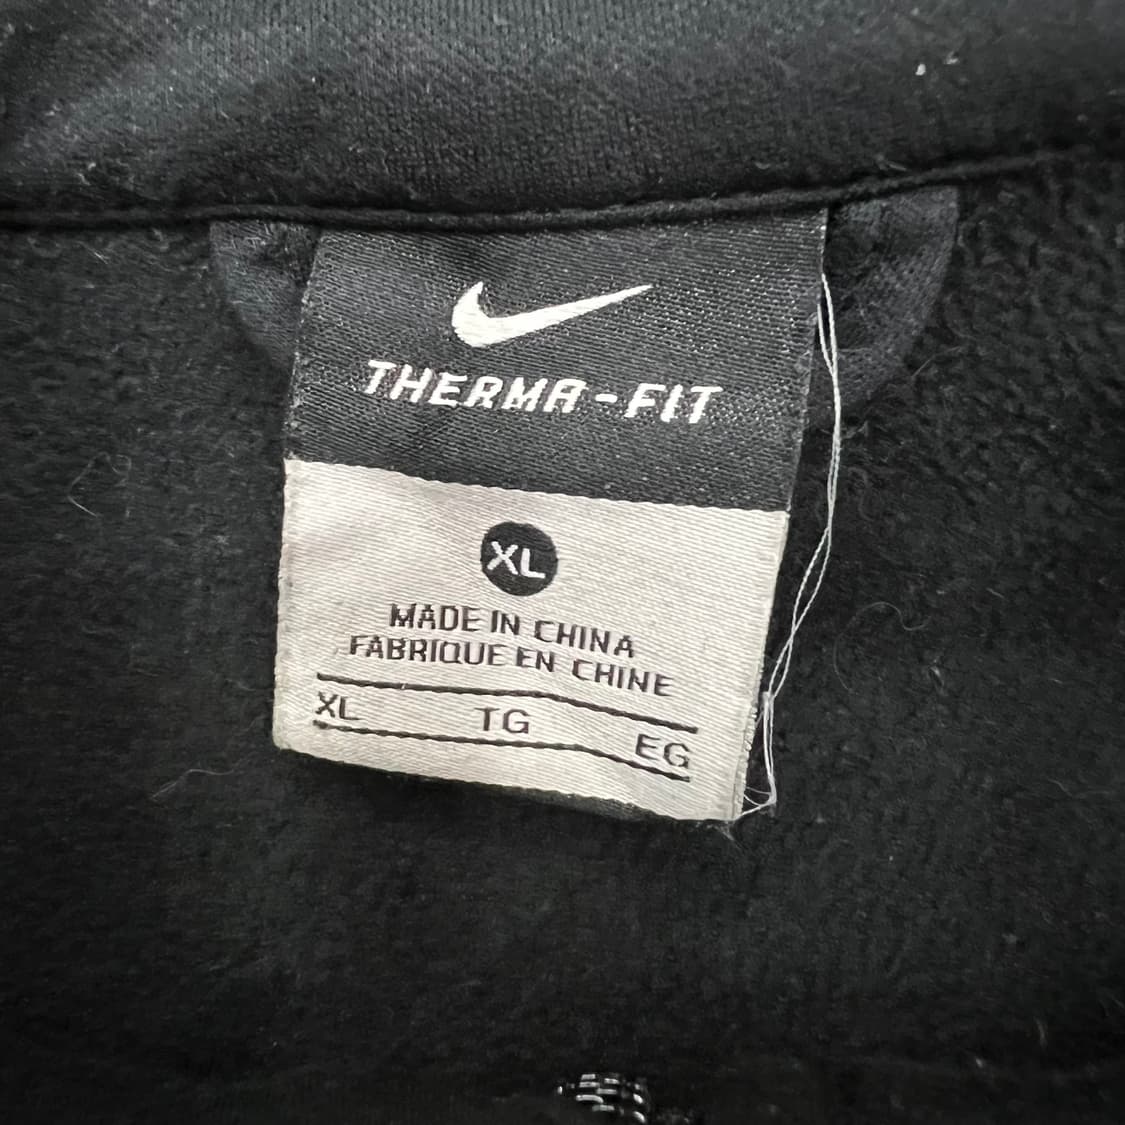 THERMA-FIT
XL
MADE IN CHINA
FABRIQUE EN CHINE
XL TG EG